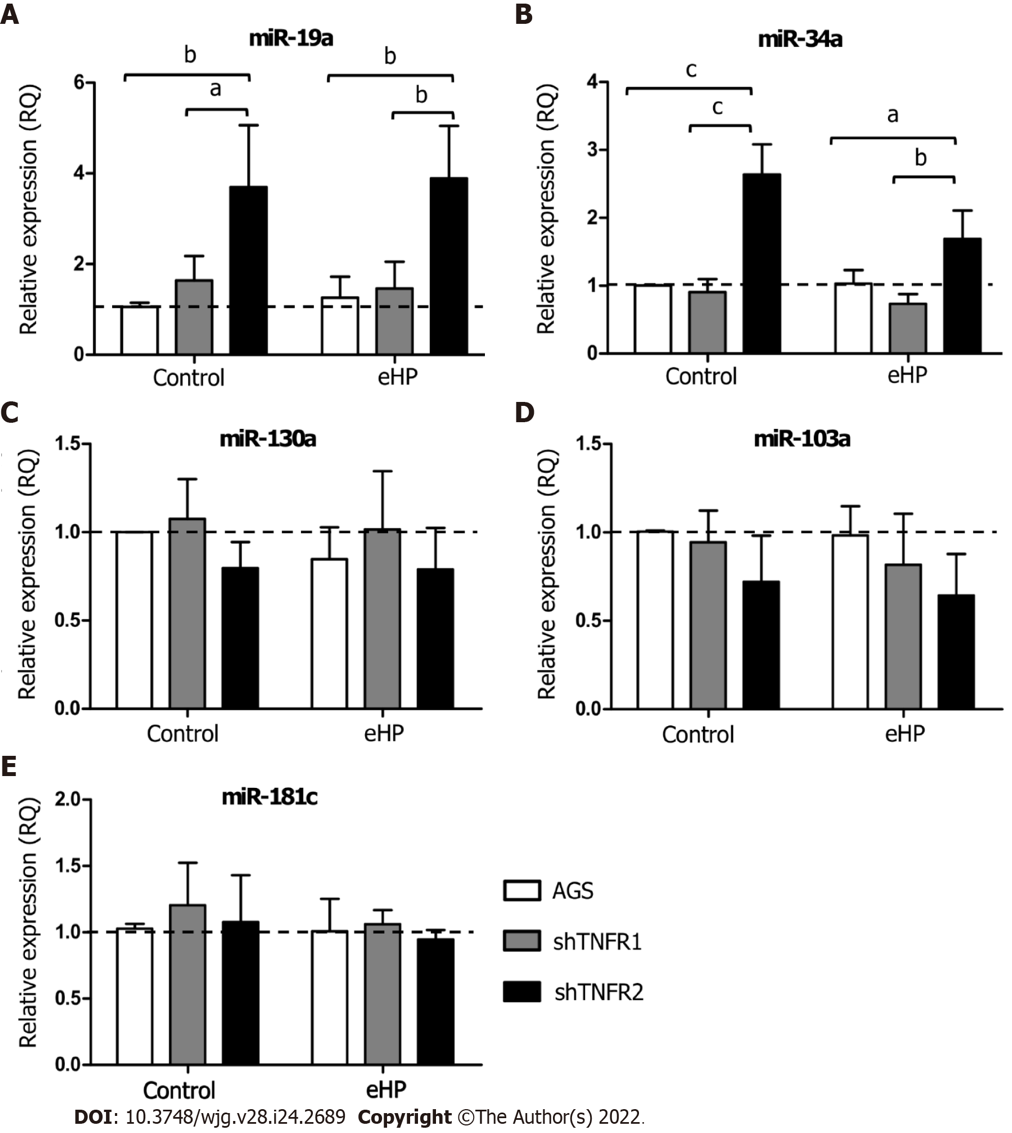 A
miR-19a
Relative expression (RQ)
6
4
2
0
b
a
b
b
Control
eHP
B
miR-34a
Relative expression (RQ)
4
3
2
1
0
c
c
a
b
Control
eHP
C
miR-130a
Relative expression (RQ)
1.5
1.0
0.5
0.0
Control
eHP
D
miR-103a
Relative expression (RQ)
1.5
1.0
0.5
0.0
Control
eHP
E
miR-181c
Relative expression (RQ)
2.0
1.5
1.0
0.5
0.0
Control
eHP
AGS
shTNFR1
shTNFR2
DOI: 10.3748/wjg.v28.i24.2689 Copyright ©The Author(s) 2022.